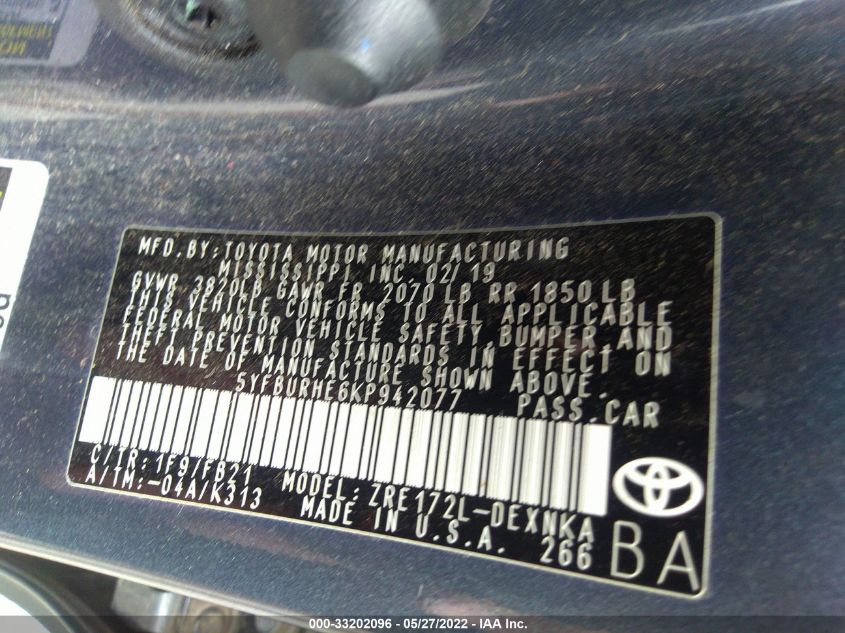 MFD.BY:TOYOTA MOTOR MANUFACTURING
MISSISSIPPI INC 02/19
GVWR 3820LB GAWR FR 2070 LB RR 1850 LB
THIS VEHICLE CONFORMS TO ALL APPLICABLE
FEDERAL MOTOR VEHICLE SAFETY, BUMPER AND
THEFT PREVENTION STANDARDS IN EFFECT ON
THE DATE OF MANUFACTURE SHOWN ABOVE.
5YFBURHE6KP942077 PASS.CAR
C/TR:1F9/FB21
A/TM:-04A/K313
MODEL:ZRE172L-DEXNKA
MADE IN U.S.A. 266
BA
000-33202096 - 05/27/2022 - IAA Inc.